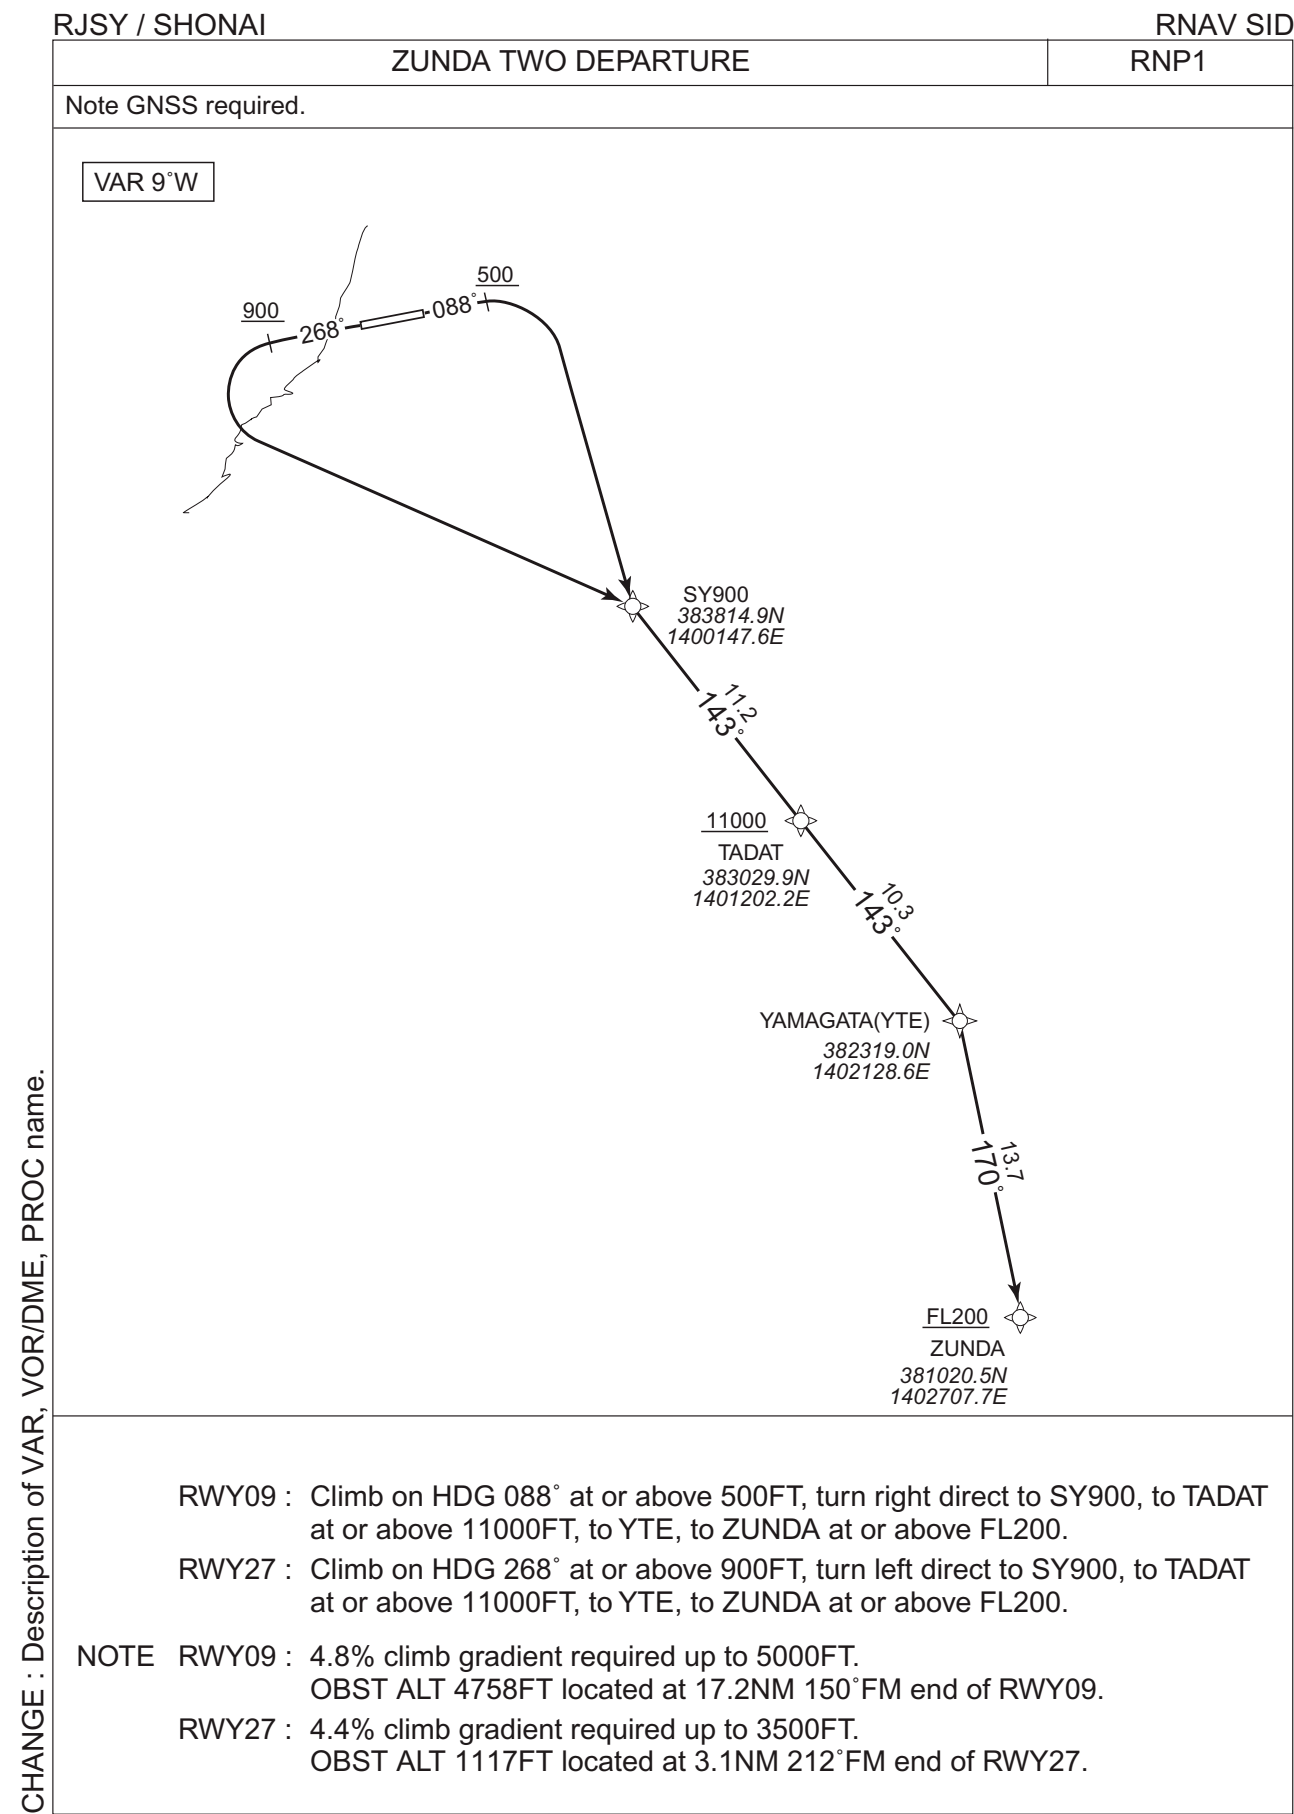 RJSY / SHONAI
RNAV SID
ZUNDA TWO DEPARTURE
RNP1
Note GNSS required.
VAR 9˚W
500
900
088˚
268˚
SY900
383814.9N
1400147.6E
11.2
143˚
11000
TADAT
383029.9N
1401202.2E
10.3
143˚
YAMAGATA(YTE)
382319.0N
1402128.6E
13.7
170˚
FL200
ZUNDA
381020.5N
1402707.7E
RWY09 : Climb on HDG 088˚ at or above 500FT, turn right direct to SY900, to TADAT
at or above 11000FT, to YTE, to ZUNDA at or above FL200.
RWY27 : Climb on HDG 268˚ at or above 900FT, turn left direct to SY900, to TADAT
at or above 11000FT, to YTE, to ZUNDA at or above FL200.
NOTE RWY09 : 4.8% climb gradient required up to 5000FT.
OBST ALT 4758FT located at 17.2NM 150˚FM end of RWY09.
RWY27 : 4.4% climb gradient required up to 3500FT.
OBST ALT 1117FT located at 3.1NM 212˚FM end of RWY27.
CHANGE : Description of VAR, VOR/DME, PROC name.